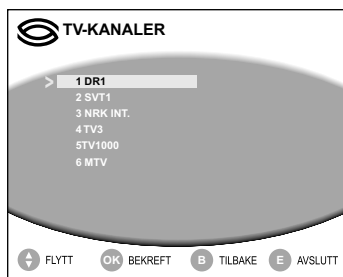 TV-KANALER
> 1 DR1
2 SVT1
3 NRK INT.
4 TV3
5TV1000
6 MTV
FLYTT OK BEKREFT B TILBAKE E AVSLUTT